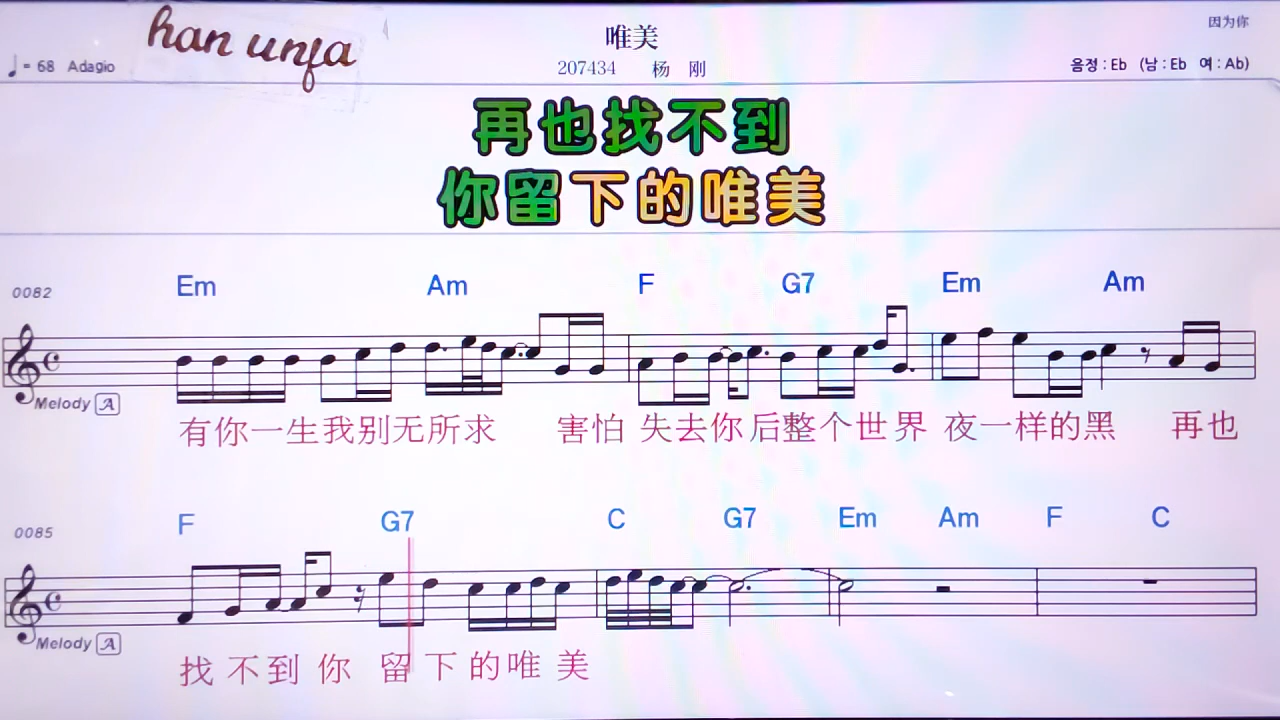 han unfa
唯美
因为你
= 68 Adagio
207434 杨 刚
음정 : Eb (남 : Eb 여 : Ab)
再也找不到
你留下的唯美
Em Am F G7 Em Am
0082
Melody A
有你一生我别无所求 害怕 失去你后整个世界 夜一样的黑 再也
F G7 C G7 Em Am F C
0085
Melody A
找不到你 留下的唯美